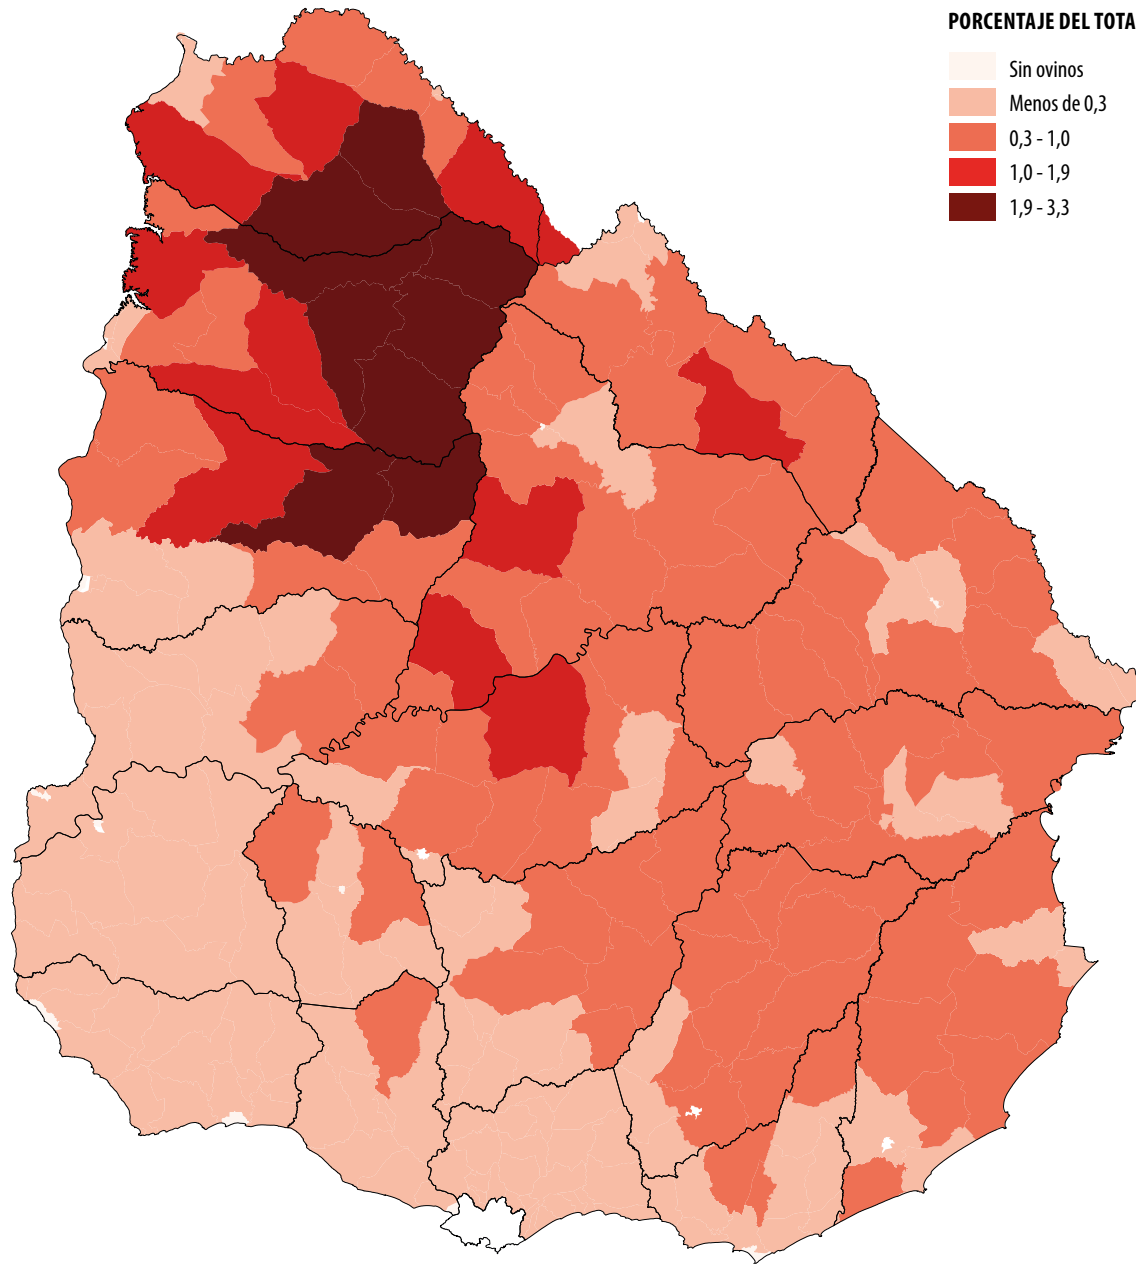 PORCENTAJE DEL TOTA
Sin ovinos
Menos de 0,3
0,3 - 1,0
1,0 - 1,9
1,9 - 3,3